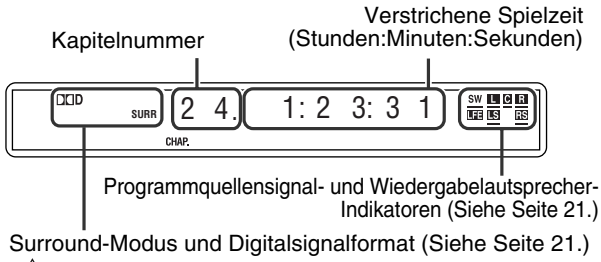 Verstrichene Spielzeit
Kapitelnummer
(Stunden:Minuten:Sekunden)
D SURR 2 4. 1:2 3:3 1 SW L C R
LFE LS RS
CHAP.
Programmquellensignal- und Wiedergabelautsprecher-
Indikatoren (Siehe Seite 21.)
Surround-Modus und Digitalsignalformat (Siehe Seite 21.)